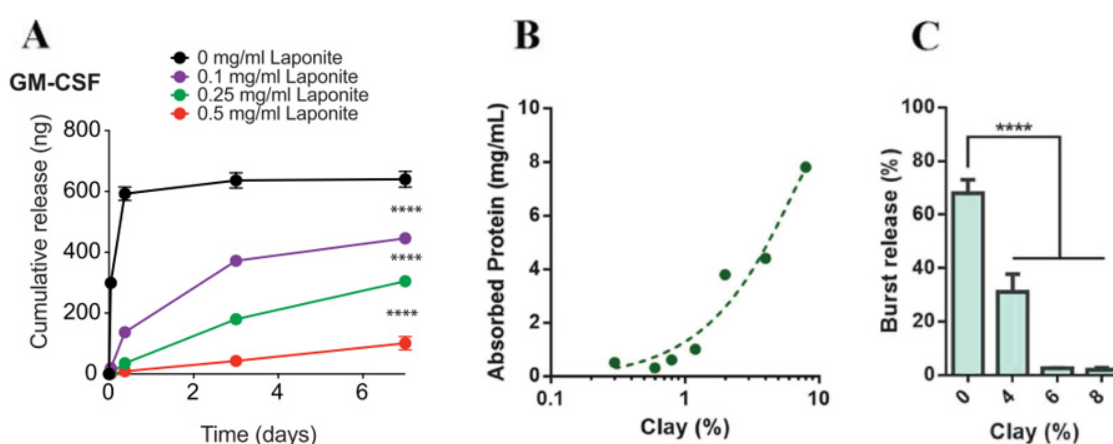 A
GM-CSF
0 mg/ml Laponite
0.1 mg/ml Laponite
0.25 mg/ml Laponite
0.5 mg/ml Laponite
Cumulative release (ng)
800
600
400
200
0
****
****
****
0
2
4
6
Time (days)
B
Absorbed Protein (mg/mL)
10
8
6
4
2
0
0.1
1
10
Clay (%)
C
Burst release (%)
100
80
60
40
20
0
****
0
4
6
8
Clay (%)